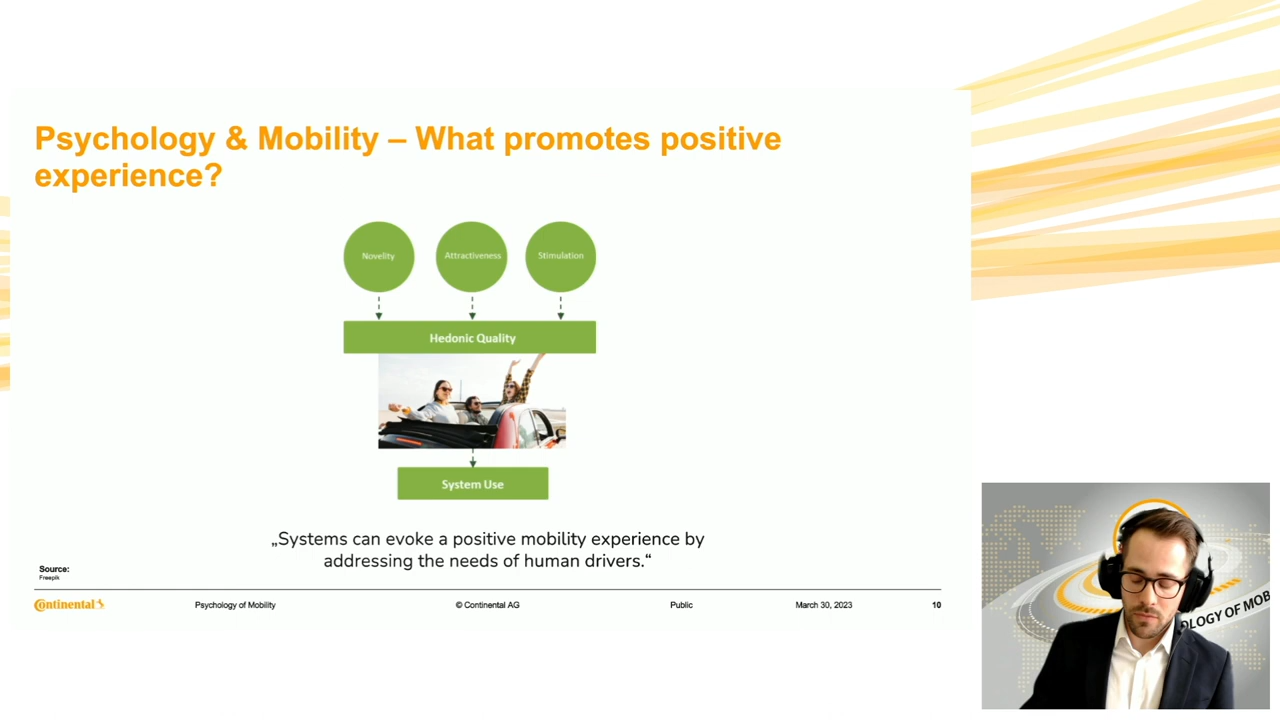 Psychology & Mobility – What promotes positive
experience?
Novelity
Attractiveness
Stimulation
Hedonic Quality
System Use
„Systems can evoke a positive mobility experience by
addressing the needs of human drivers.“
Source:
Freepik
Continental
Psychology of Mobility
© Continental AG
Public
March 30, 2023
10
OLOGY OF MOB